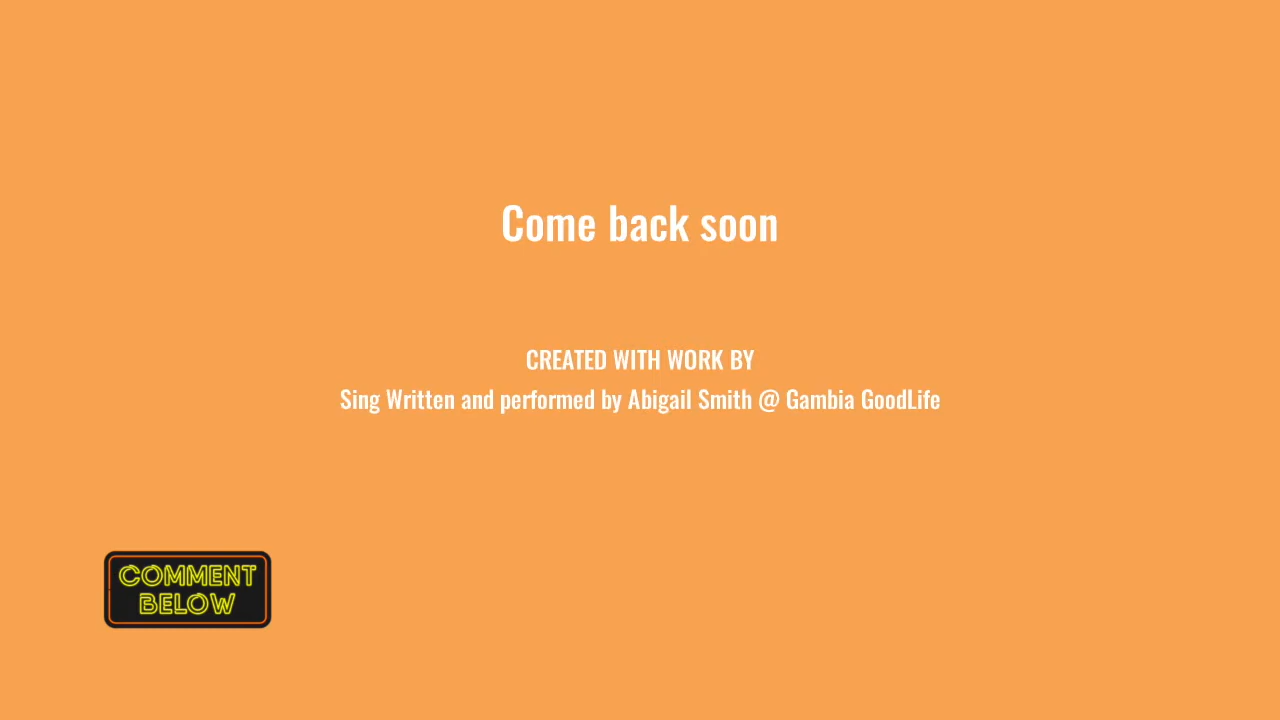 Come back soon
CREATED WITH WORK BY
Sing Written and performed by Abigail Smith @ Gambia GoodLife
COMMENT
BELOW